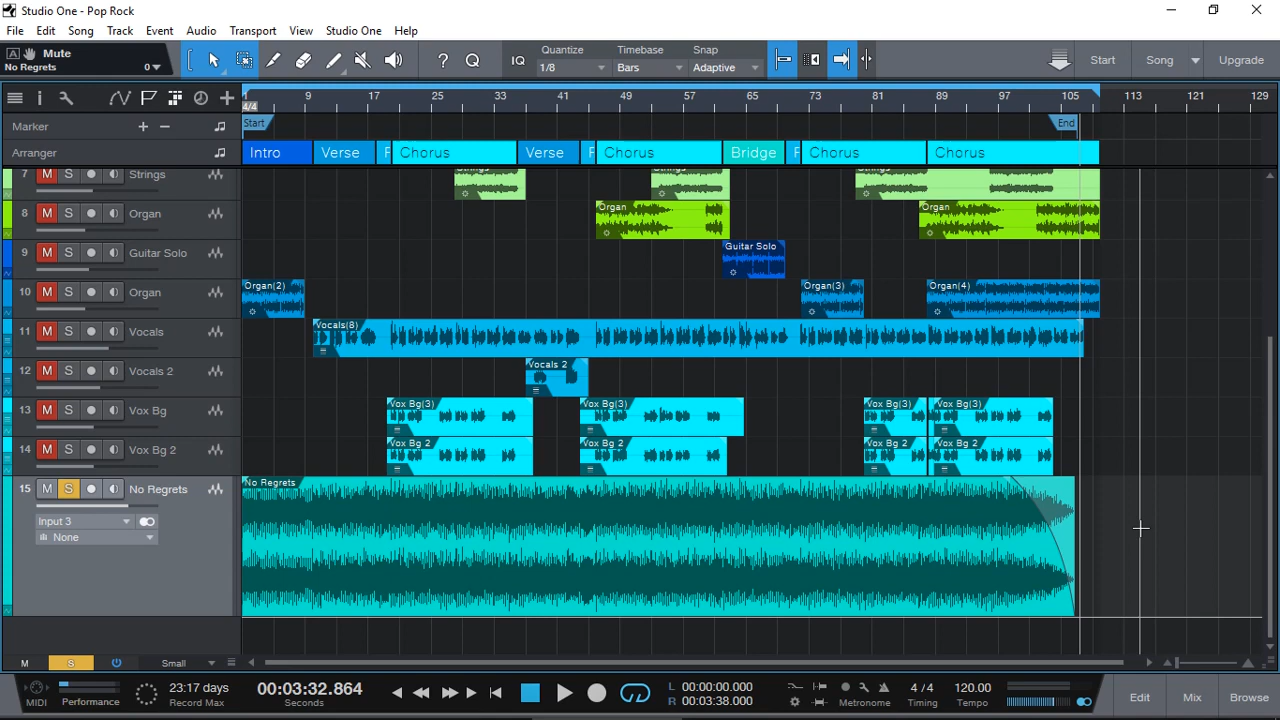 Studio One - Pop Rock
File Edit Song Track Event Audio Transport View Studio One Help
Mute
No Regrets 0
IQ
Quantize
1/8
Timebase
Bars
Snap
Adaptive
Start Song Upgrade
1 9 17 25 33 41 49 57 65 73 81 89 97 105 113 121 129
4/4
Marker Start End
Arranger Intro Verse Chorus Verse Chorus Bridge Chorus Chorus
7 M S Strings Strings Strings Strings
8 M S Organ Organ Organ
9 M S Guitar Solo Guitar Solo
10 M S Organ Organ(2) Organ(3) Organ(4)
11 M S Vocals Vocals(8)
12 M S Vocals 2 Vocals 2
13 M S Vox Bg Vox Bg(3) Vox Bg(3) Vox Bg(3) Vox Bg(3)
14 M S Vox Bg 2 Vox Bg 2 Vox Bg 2 Vox Bg 2 Vox Bg 2
15 M S No Regrets No Regrets
Input 3
None
M S Small
MIDI
Performance
23:17 days
Record Max
00:03:32.864
Seconds
L 00:00:00.000
R 00:03:38.000
Metronome
4 / 4
Timing
120.00
Tempo
Edit Mix Browse